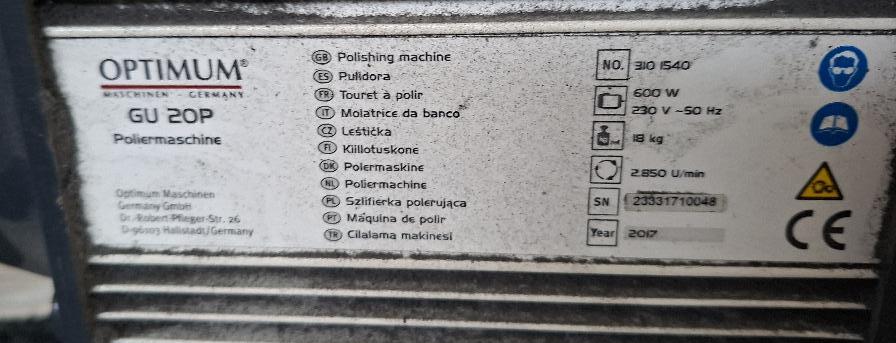 OPTIMUM®
MASCHINEN - GERMANY
GU 20P
Poliermaschine
Optimum Maschinen
Germany GmbH
Dr.-Robert-Pfleger-Str. 26
D-96103 Hallstadt/Germany
GB Polishing machine
ES Pulidora
FR Touret à polir
IT Molatrice da banco
CZ Leštička
FI Kiillotuskone
DK Polermaskine
NL Poliermachine
PL Szlifierka polerująca
PT Máquina de polir
TR Cilalama makinesi
NO. 310 1540
600 W
230 V ~50 Hz
18 kg
2.850 U/min
SN 23331710048
Year 2017
CE